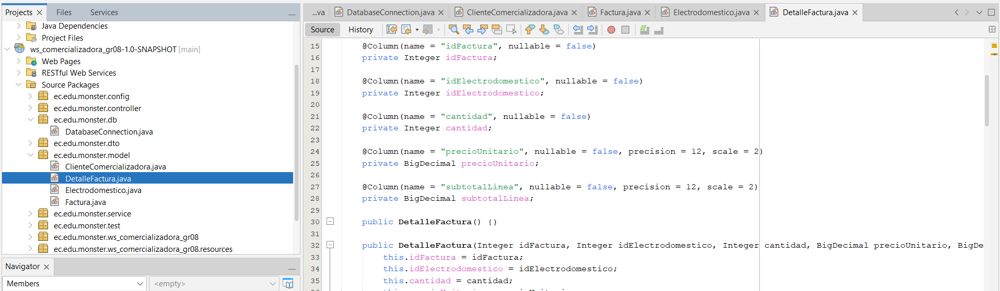 Projects
Files
Services
Java Dependencies
Project Files
ws_comercializadora_gr08-1.0-SNAPSHOT [main]
Web Pages
RESTful Web Services
Source Packages
ec.edu.monster.config
ec.edu.monster.controller
ec.edu.monster.db
DatabaseConnection.java
ec.edu.monster.dto
ec.edu.monster.model
ClienteComercializadora.java
DetalleFactura.java
Electrodomestico.java
Factura.java
ec.edu.monster.service
ec.edu.monster.test
ec.edu.monster.ws_comercializadora_gr08
ec.edu.monster.ws_comercializadora_gr08.resources
Navigator
Members
<empty>
...va
DatabaseConnection.java
ClienteComercializadora.java
Factura.java
Electrodomestico.java
DetalleFactura.java
Source
History
15 @Column(name = "idFactura", nullable = false)
16 private Integer idFactura;
17
18 @Column(name = "idElectrodomestico", nullable = false)
19 private Integer idElectrodomestico;
20
21 @Column(name = "cantidad", nullable = false)
22 private Integer cantidad;
23
24 @Column(name = "precioUnitario", nullable = false, precision = 12, scale = 2)
25 private BigDecimal precioUnitario;
26
27 @Column(name = "subtotalLinea", nullable = false, precision = 12, scale = 2)
28 private BigDecimal subtotalLinea;
29
30 public DetalleFactura() {}
31
32 public DetalleFactura(Integer idFactura, Integer idElectrodomestico, Integer cantidad, BigDecimal precioUnitario, BigDe
33 this.idFactura = idFactura;
34 this.idElectrodomestico = idElectrodomestico;
35 this.cantidad = cantidad;